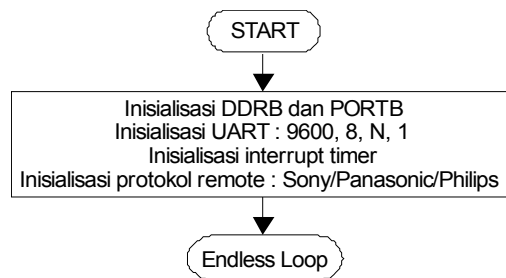 START
Inisialisasi DDRB dan PORTB
Inisialisasi UART : 9600, 8, N, 1
Inisialisasi interrupt timer
Inisialisasi protokol remote : Sony/Panasonic/Philips
Endless Loop